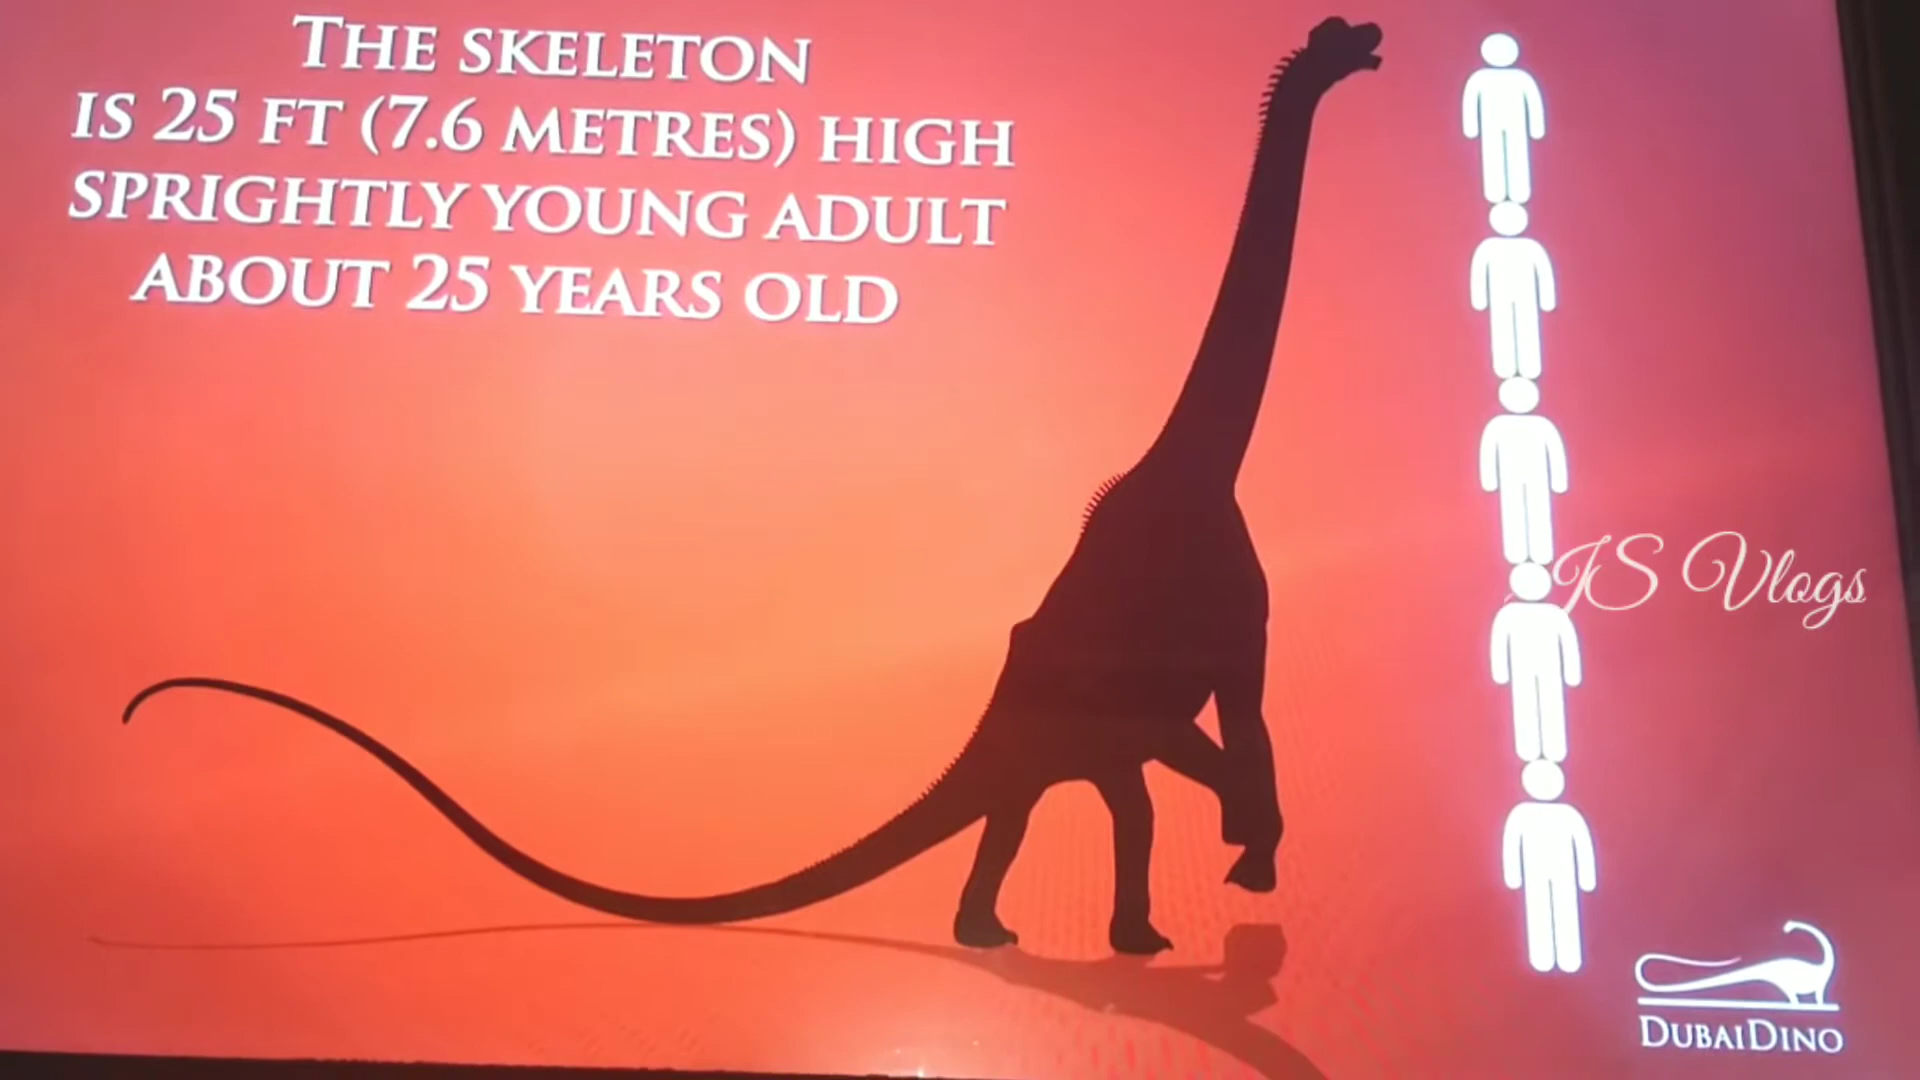 THE SKELETON
IS 25 FT (7.6 METRES) HIGH
SPRIGHTLY YOUNG ADULT
ABOUT 25 YEARS OLD
JS Vlogs
DUBAIDINO